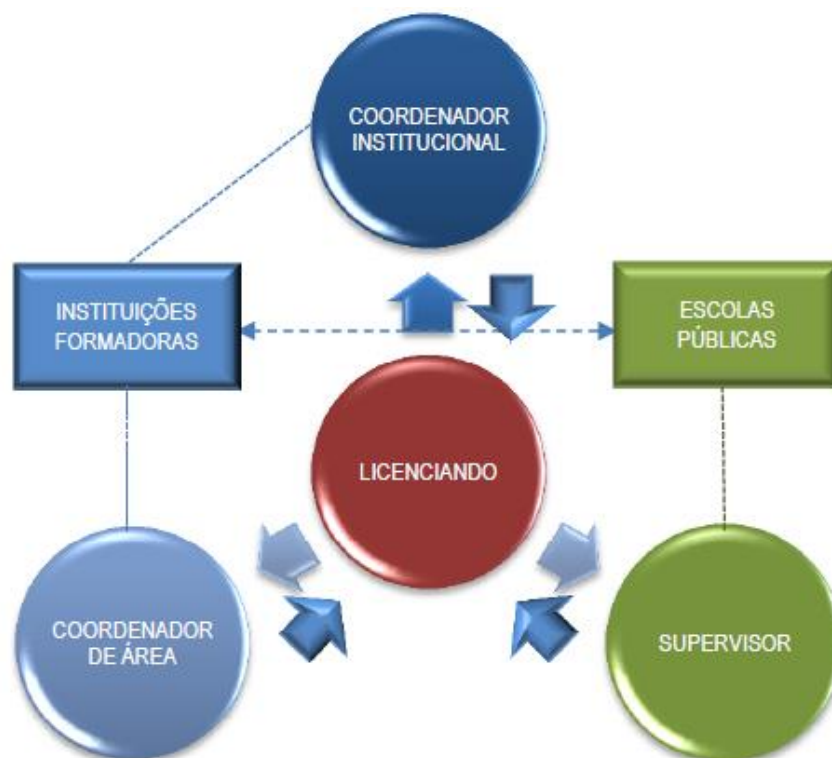 COORDENADOR
INSTITUCIONAL
INSTITUIÇÕES
FORMADORAS
ESCOLAS
PÚBLICAS
LICENCIANDO
COORDENADOR
DE ÁREA
SUPERVISOR